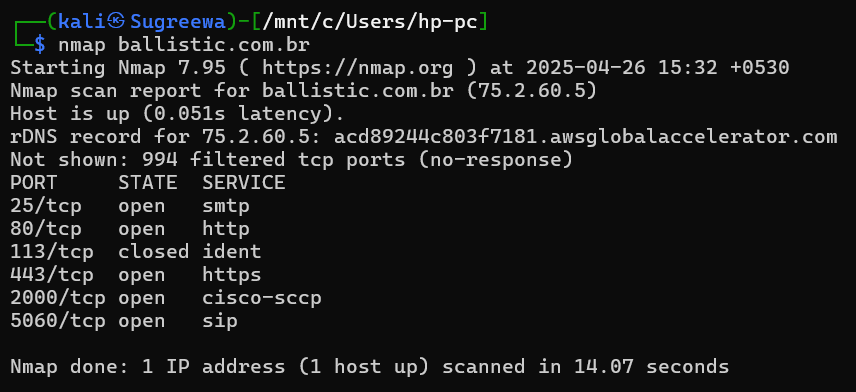 ┌──(kali㉿Sugreewa)-[/mnt/c/Users/hp-pc]
└─$ nmap ballistic.com.br
Starting Nmap 7.95 ( https://nmap.org ) at 2025-04-26 15:32 +0530
Nmap scan report for ballistic.com.br (75.2.60.5)
Host is up (0.051s latency).
rDNS record for 75.2.60.5: acd89244c803f7181.awsglobalaccelerator.com
Not shown: 994 filtered tcp ports (no-response)
PORT     STATE  SERVICE
25/tcp   open   smtp
80/tcp   open   http
113/tcp  closed ident
443/tcp  open   https
2000/tcp open   cisco-sccp
5060/tcp open   sip
Nmap done: 1 IP address (1 host up) scanned in 14.07 seconds